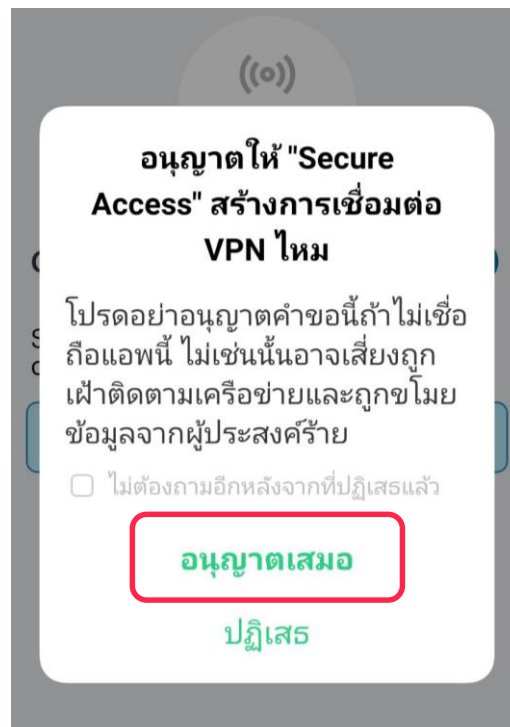 อนุญาตให้ "Secure
Access" สร้างการเชื่อมต่อ
VPN ไหม
โปรดอย่าอนุญาตคำขอนี้ถ้าไม่เชื่อ
ถือแอพนี้ ไม่เช่นนั้นอาจเสี่ยงถูก
เฝ้าติดตามเครือข่ายและถูกขโมย
ข้อมูลจากผู้ประสงค์ร้าย
ไม่ต้องถามอีกหลังจากที่ปฏิเสธแล้ว
อนุญาตเสมอ
ปฏิเสธ